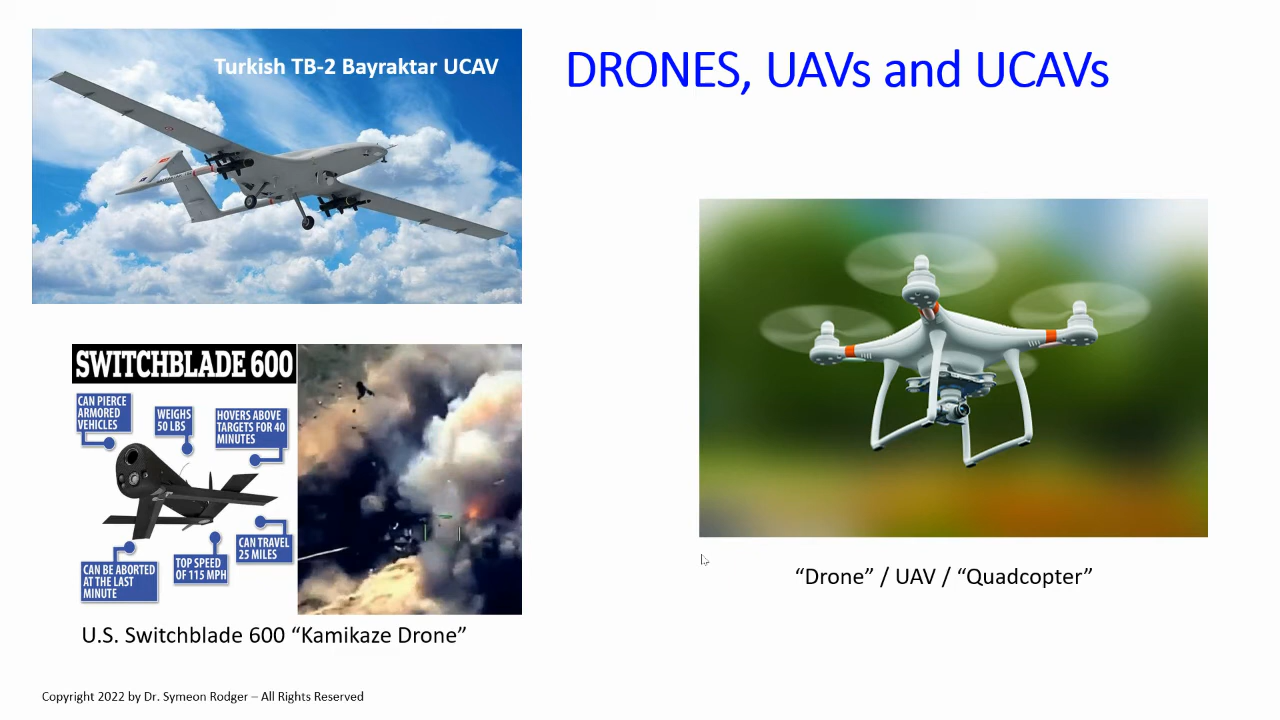 Turkish TB-2 Bayraktar UCAV
DRONES, UAVs and UCAVs
SWITCHBLADE 600
CAN PIERCE
ARMORED
VEHICLES
WEIGHS
50 LBS
HOVERS ABOVE
TARGETS FOR 40
MINUTES
CAN BE ABORTED
AT THE LAST
MINUTE
TOP SPEED
OF 115 MPH
CAN TRAVEL
25 MILES
U.S. Switchblade 600 “Kamikaze Drone”
“Drone” / UAV / “Quadcopter”
Copyright 2022 by Dr. Symeon Rodger – All Rights Reserved